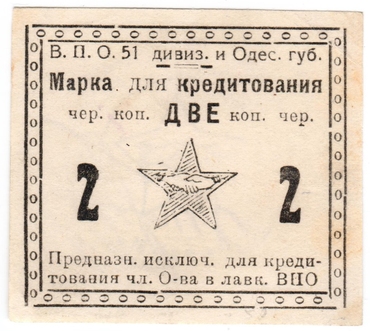 В. П. О. 51 дивиз. и Одес. губ.
Марка для кредитования
чер. коп. ДВЕ коп. чер.
2 2
Предназн. исключ. для креди-
тования чл. О-ва в лавк. ВПО